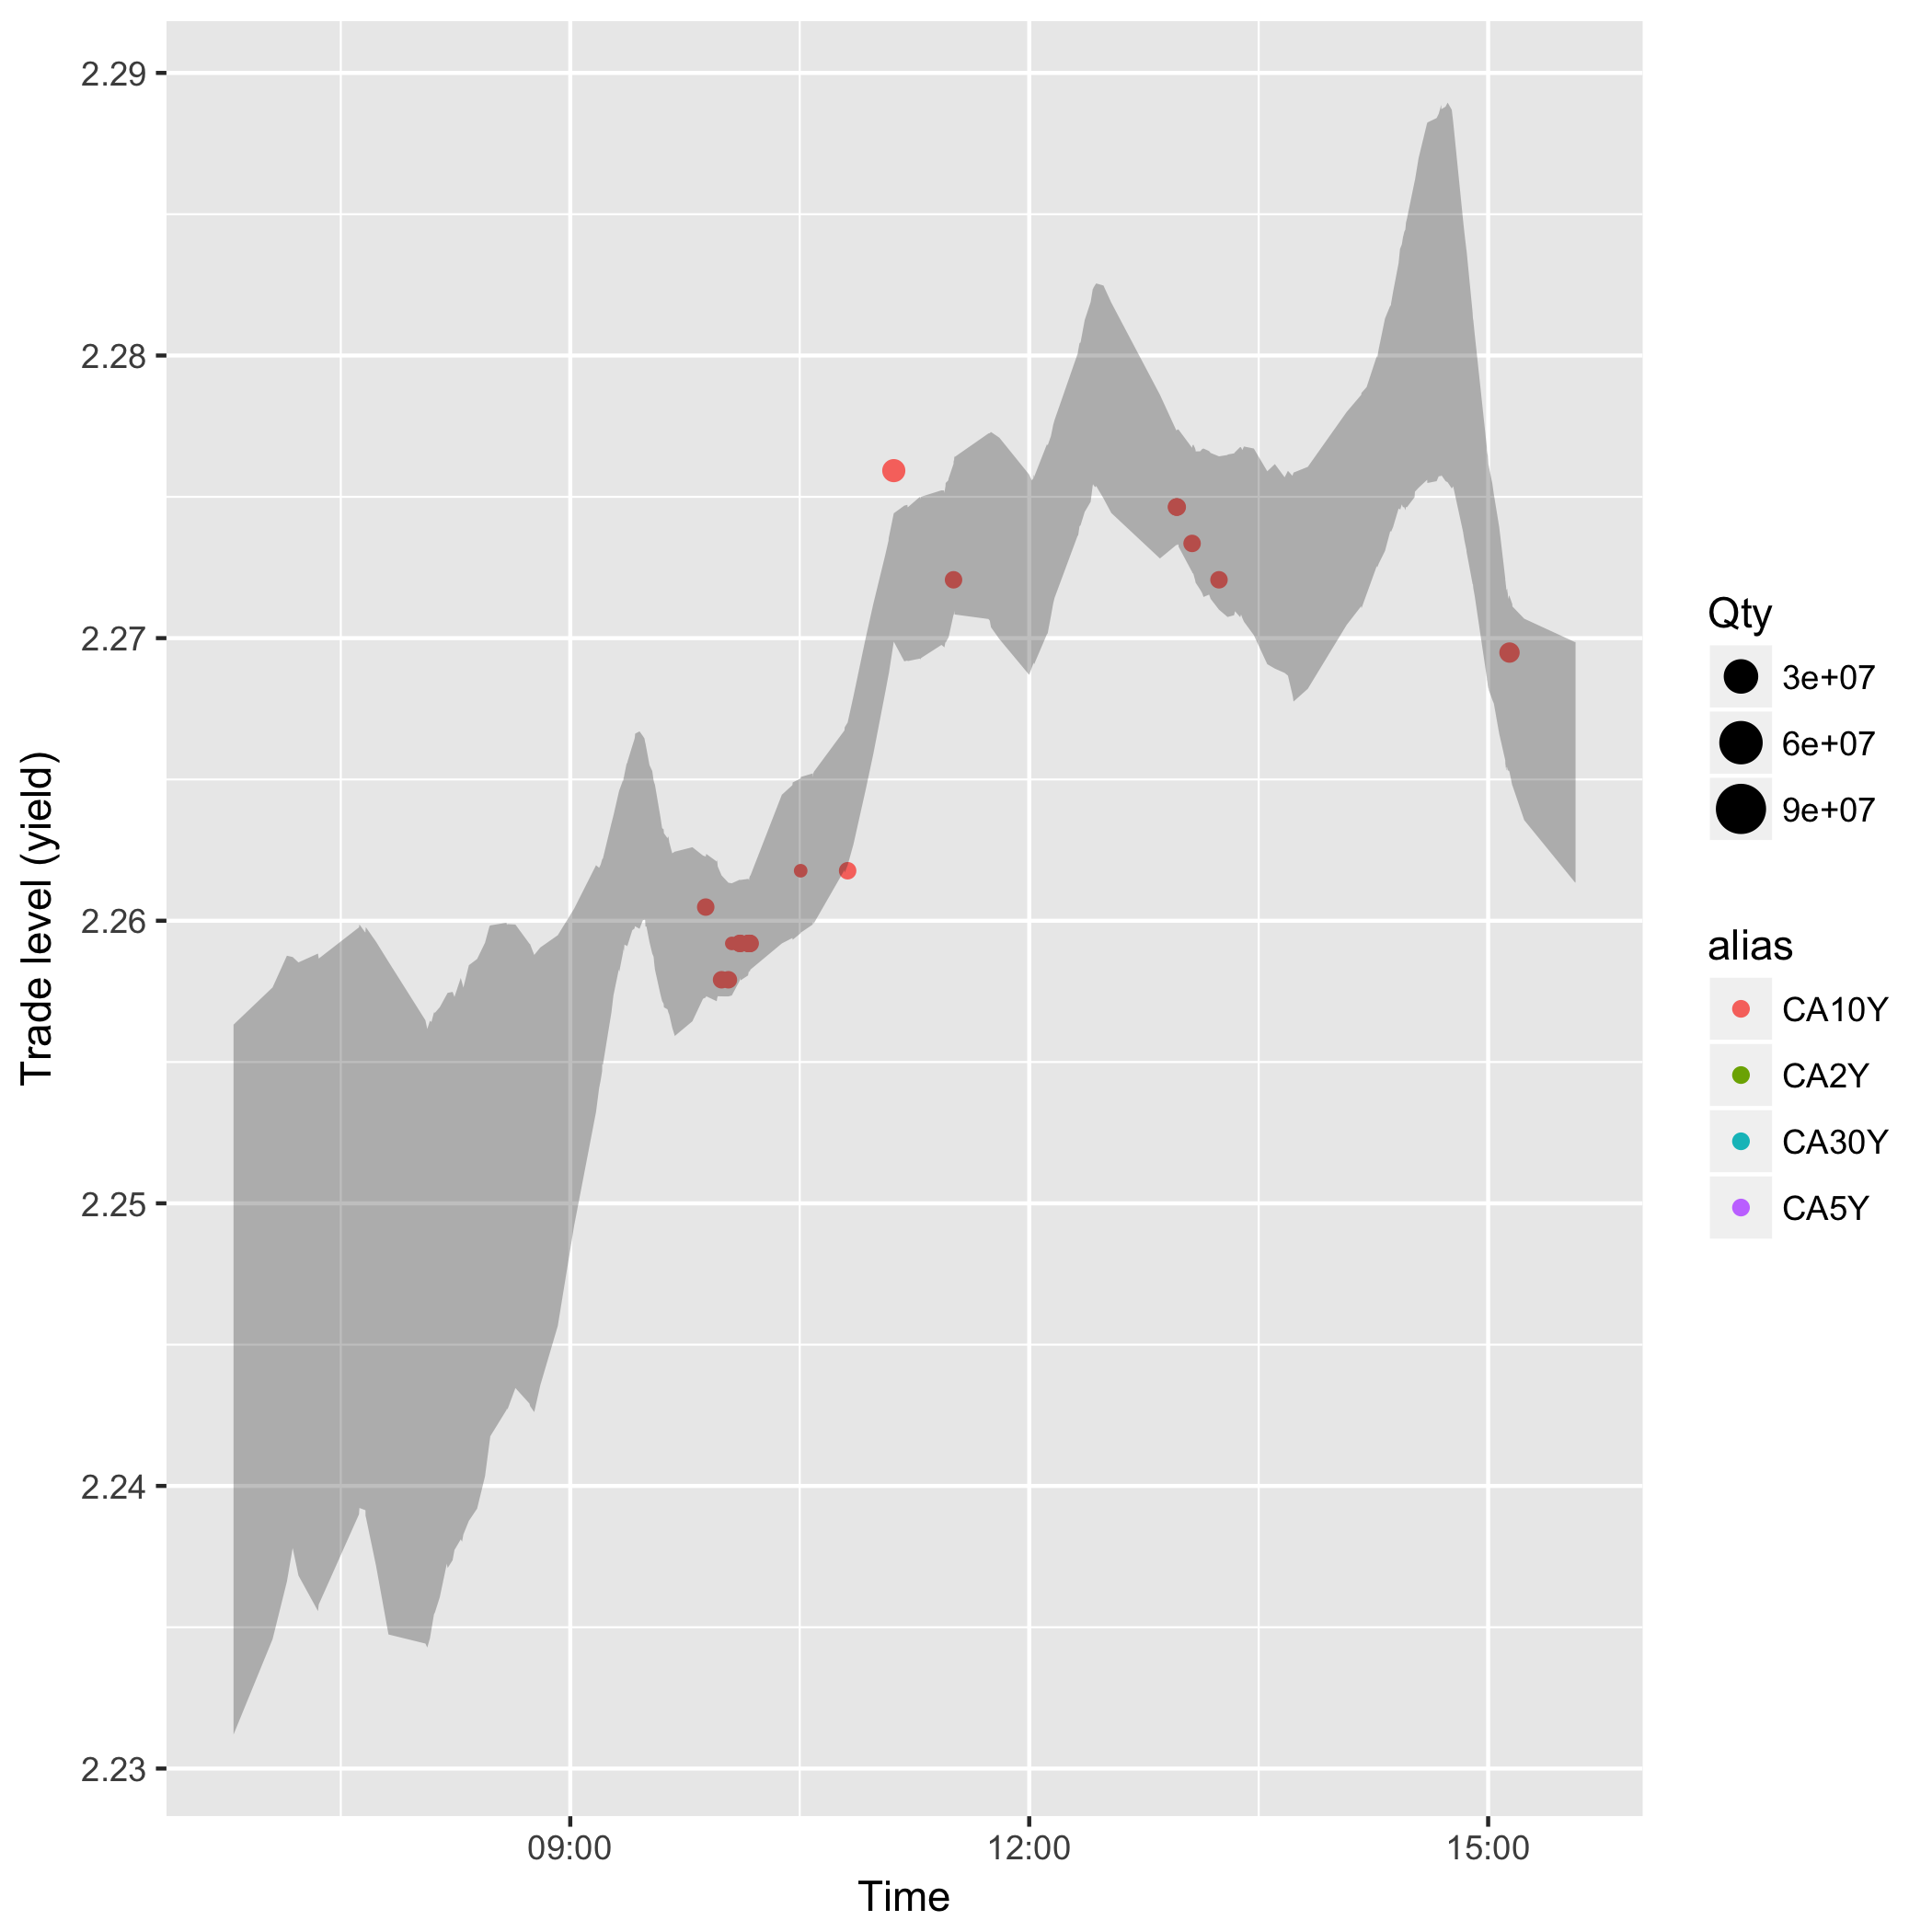 Trade level (yield)
2.29
2.28
2.27
2.26
2.25
2.24
2.23
09:00
12:00
15:00
Time
Qty
3e+07
6e+07
9e+07
alias
CA10Y
CA2Y
CA30Y
CA5Y